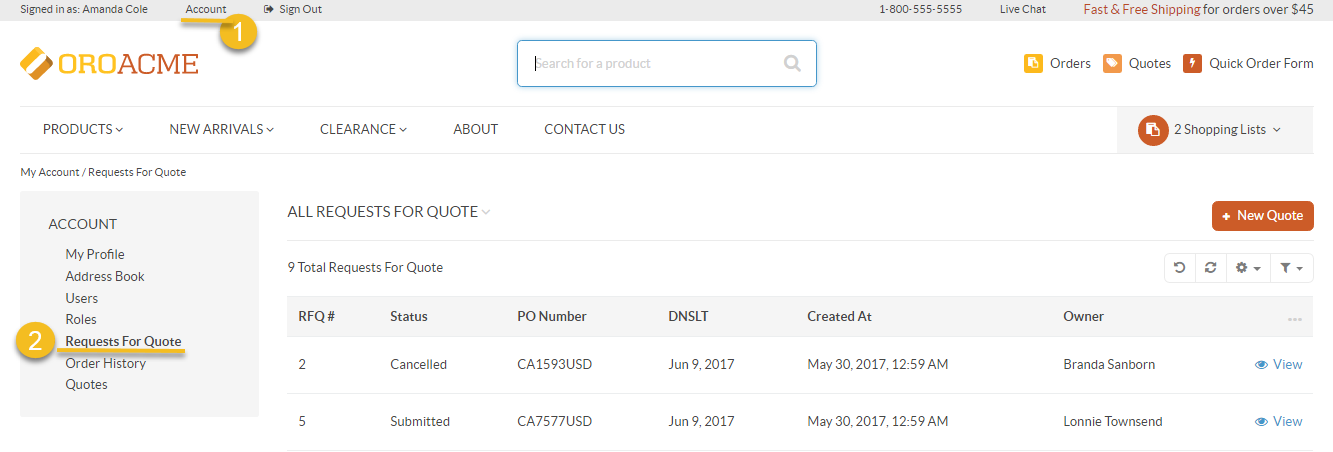 Signed in as: Amanda Cole Account Sign Out 1-800-555-5555 Live Chat Fast & Free Shipping for orders over $45
1
OROACME Search for a product Orders Quotes Quick Order Form
PRODUCTS NEW ARRIVALS CLEARANCE ABOUT CONTACT US 2 Shopping Lists
My Account / Requests For Quote
ACCOUNT
My Profile
Address Book
Users
Roles
2 Requests For Quote
Order History
Quotes
ALL REQUESTS FOR QUOTE + New Quote
9 Total Requests For Quote
RFQ # Status PO Number DNSLT Created At Owner ...
2 Cancelled CA1593USD Jun 9, 2017 May 30, 2017, 12:59 AM Branda Sanborn View
5 Submitted CA7577USD Jun 9, 2017 May 30, 2017, 12:59 AM Lonnie Townsend View